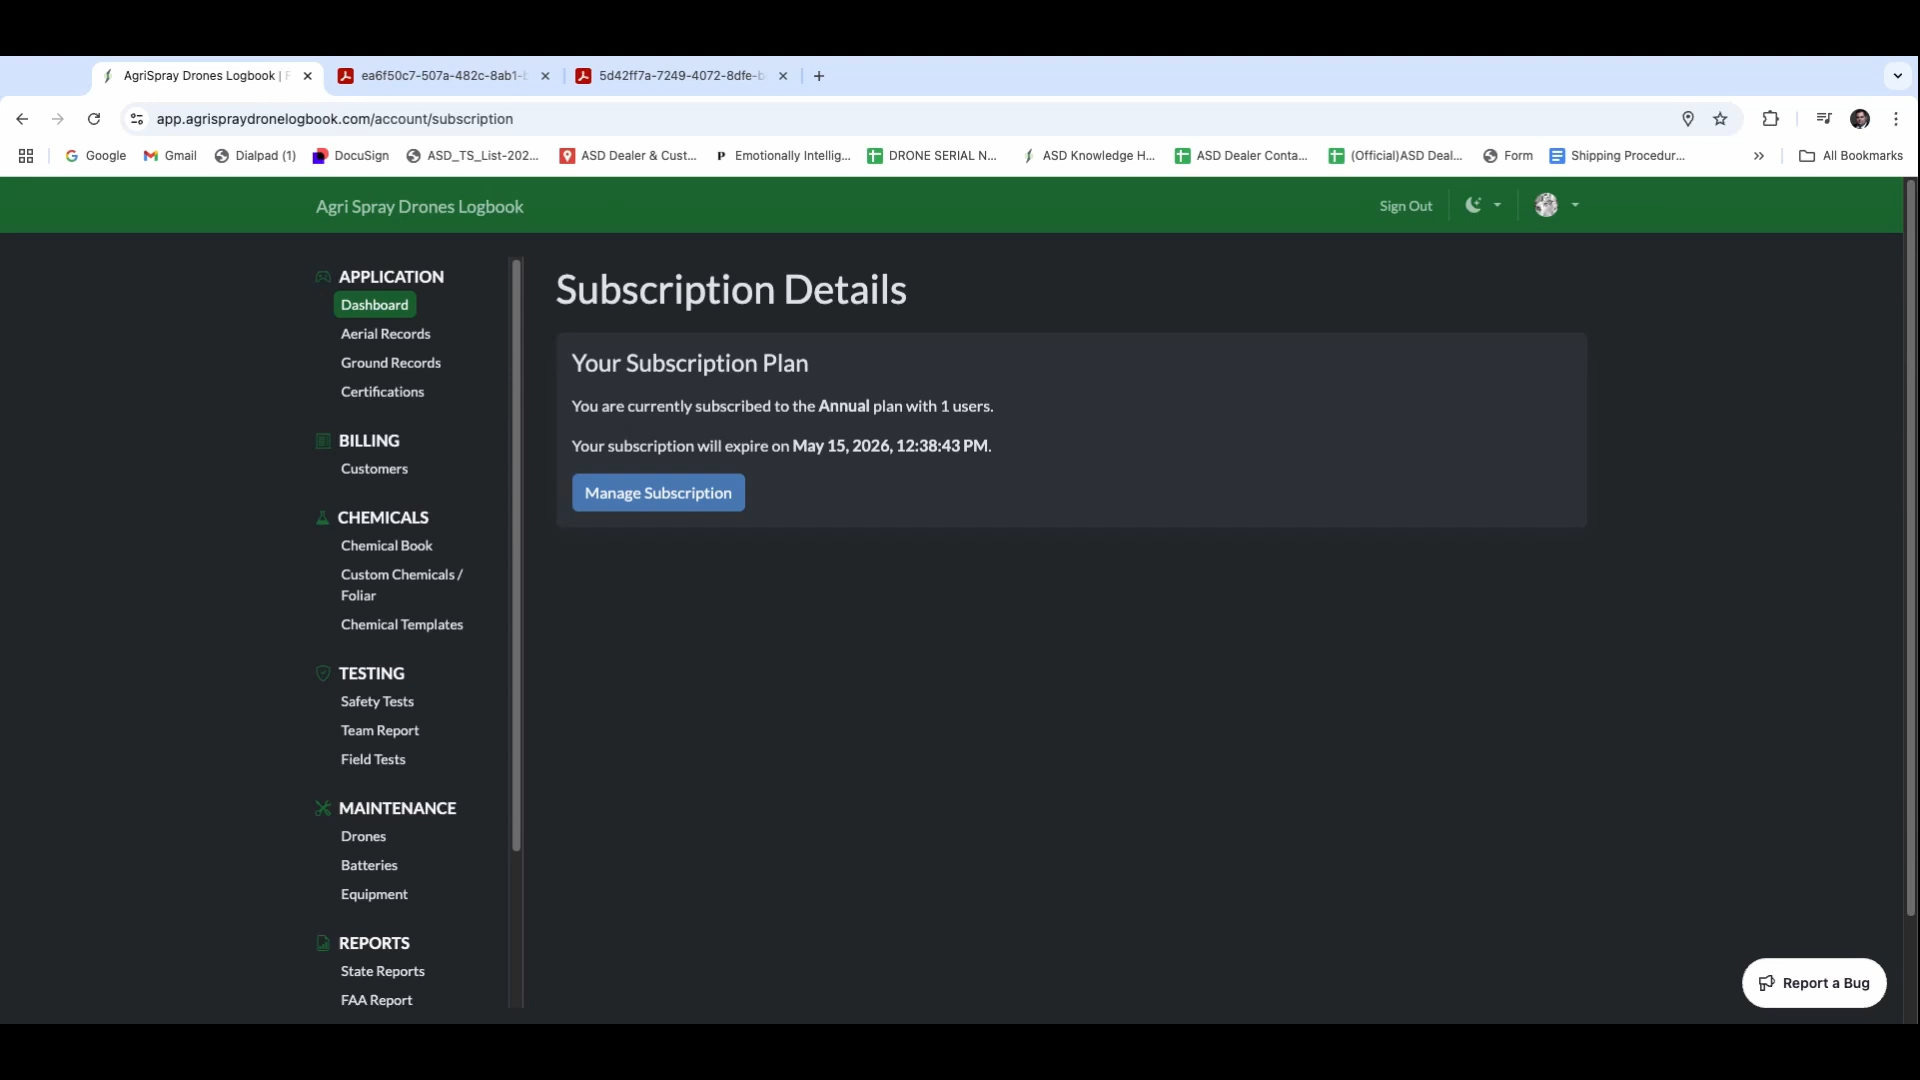 AgriSpray Drones Logbook | F
ea6f50c7-507a-482c-8ab1-b
5d42ff7a-7249-4072-8dfe-b
app.agrispraydronelogbook.com/account/subscription
Google
Gmail
Dialpad (1)
DocuSign
ASD_TS_List-202...
ASD Dealer & Cust...
Emotionally Intellig...
DRONE SERIAL N...
ASD Knowledge H...
ASD Dealer Conta...
(Official)ASD Deal...
Form
Shipping Procedur...
All Bookmarks
Agri Spray Drones Logbook
Sign Out
APPLICATION
Dashboard
Aerial Records
Ground Records
Certifications
BILLING
Customers
CHEMICALS
Chemical Book
Custom Chemicals /
Foliar
Chemical Templates
TESTING
Safety Tests
Team Report
Field Tests
MAINTENANCE
Drones
Batteries
Equipment
REPORTS
State Reports
FAA Report
Subscription Details
Your Subscription Plan
You are currently subscribed to the Annual plan with 1 users.
Your subscription will expire on May 15, 2026, 12:38:43 PM.
Manage Subscription
Report a Bug